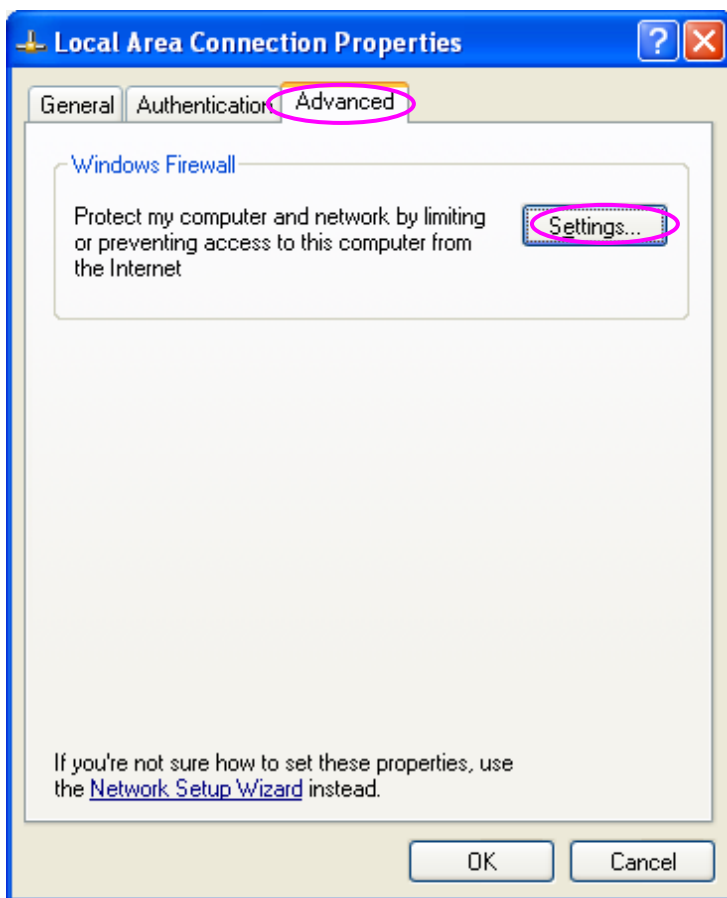 Local Area Connection Properties
General Authentication Advanced
Windows Firewall
Protect my computer and network by limiting
or preventing access to this computer from
the Internet
Settings...
If you're not sure how to set these properties, use
the Network Setup Wizard instead.
OK Cancel